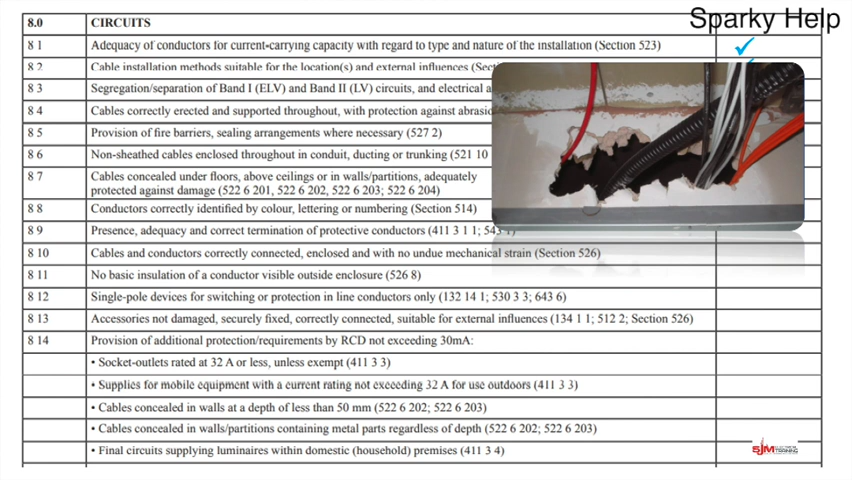 Sparky Help
8.0 CIRCUITS
8 1 Adequacy of conductors for current-carrying capacity with regard to type and nature of the installation (Section 523)
8 2 Cable installation methods suitable for the location(s) and external influences
8 3 Segregation/separation of Band I (ELV) and Band II (LV) circuits, and electrical
8 4 Cables correctly erected and supported throughout, with protection against
8 5 Provision of fire barriers, sealing arrangements where necessary (527 2)
8 6 Non-sheathed cables enclosed throughout in conduit, ducting or trunking (521 10
8 7 Cables concealed under floors, above ceilings or in walls/partitions, adequately
protected against damage (522 6 201, 522 6 202, 522 6 203; 522 6 204)
8 8 Conductors correctly identified by colour, lettering or numbering (Section 514)
8 9 Presence, adequacy and correct termination of protective conductors (411 3 1 1;
8 10 Cables and conductors correctly connected, enclosed and with no undue mechanical strain (Section 526)
8 11 No basic insulation of a conductor visible outside enclosure (526 8)
8 12 Single-pole devices for switching or protection in line conductors only (132 14 1; 530 3 3; 643 6)
8 13 Accessories not damaged, securely fixed, correctly connected, suitable for external influences (134 1 1; 512 2; Section 526)
8 14 Provision of additional protection/requirements by RCD not exceeding 30mA:
• Socket-outlets rated at 32 A or less, unless exempt (411 3 3)
• Supplies for mobile equipment with a current rating not exceeding 32 A for use outdoors (411 3 3)
• Cables concealed in walls at a depth of less than 50 mm (522 6 202; 522 6 203)
• Cables concealed in walls/partitions containing metal parts regardless of depth (522 6 202; 522 6 203)
• Final circuits supplying luminaires within domestic (household) premises (411 3 4)
SJM